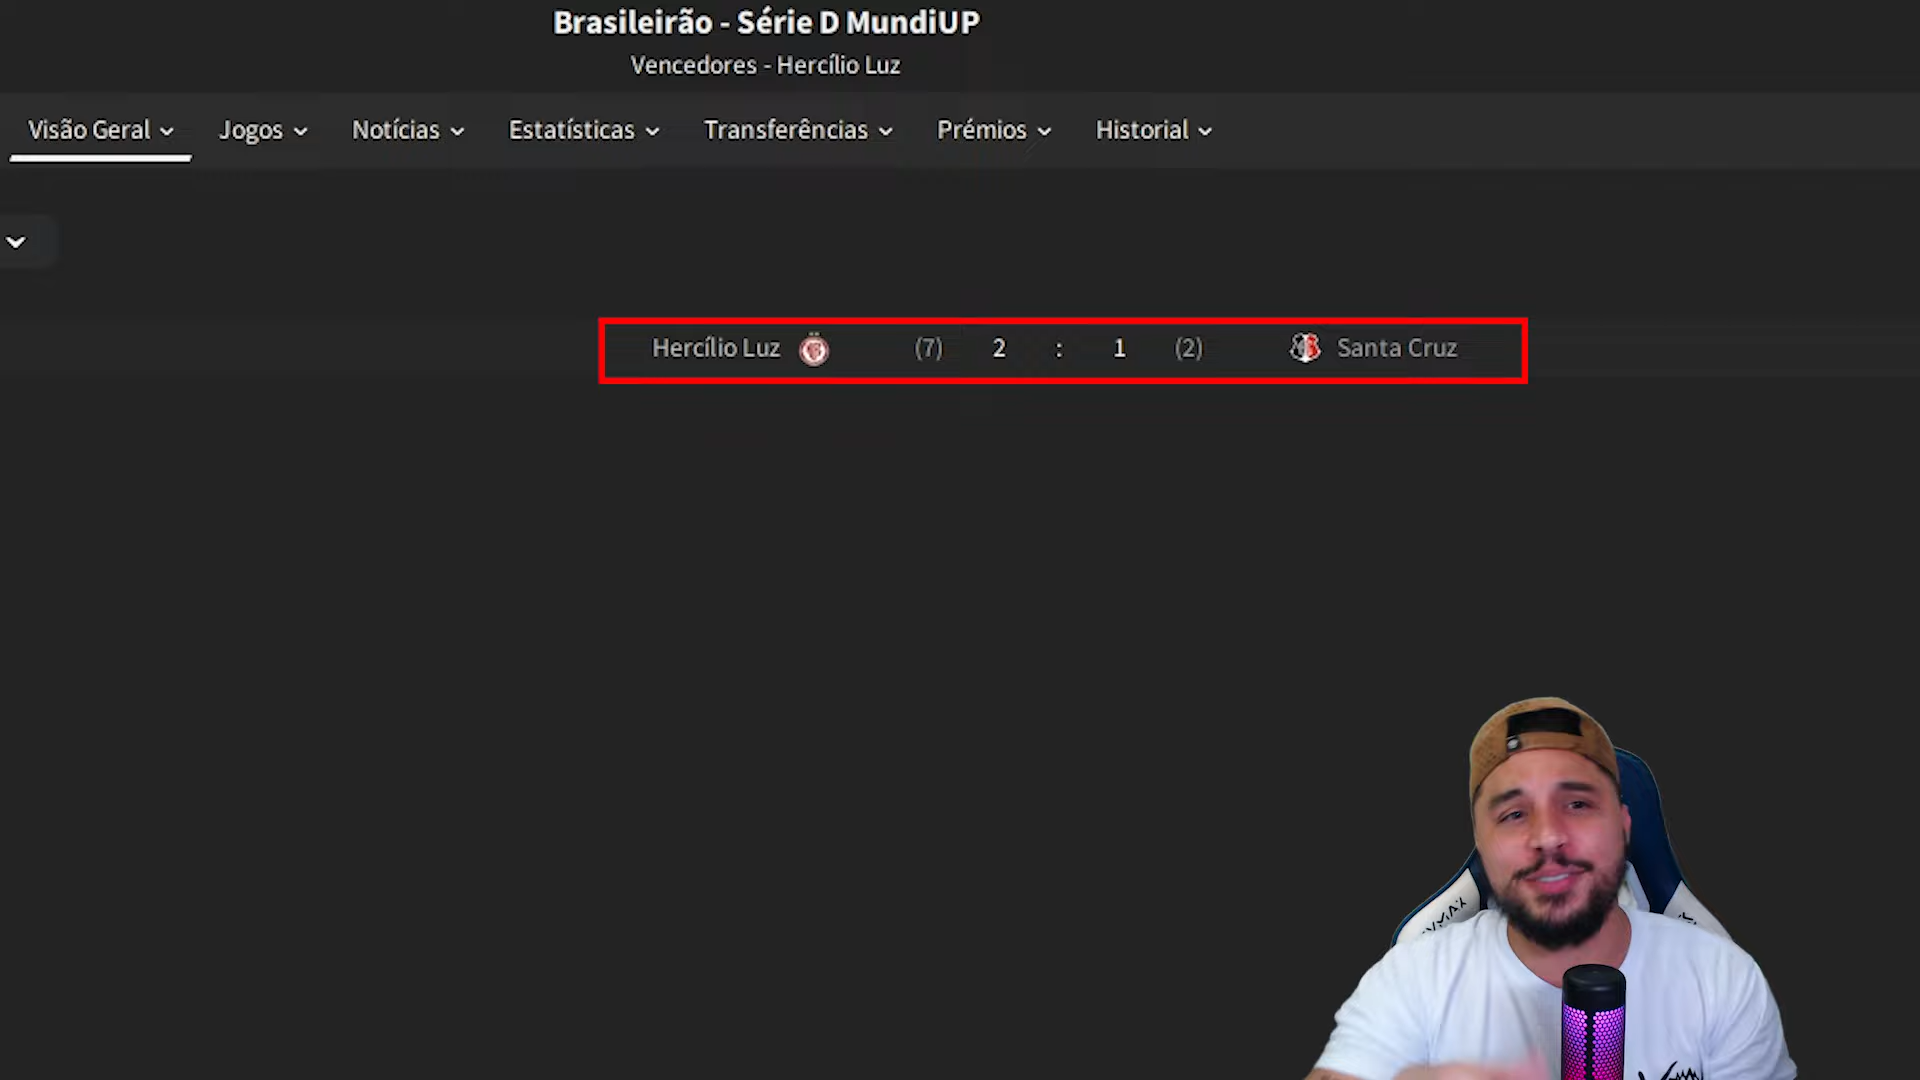 Brasileirão - Série D MundiUP
Vencedores - Hercílio Luz
Visão Geral Jogos Notícias Estatísticas Transferências Prémios Historial
Hercílio Luz (7) 2 : 1 (2) Santa Cruz